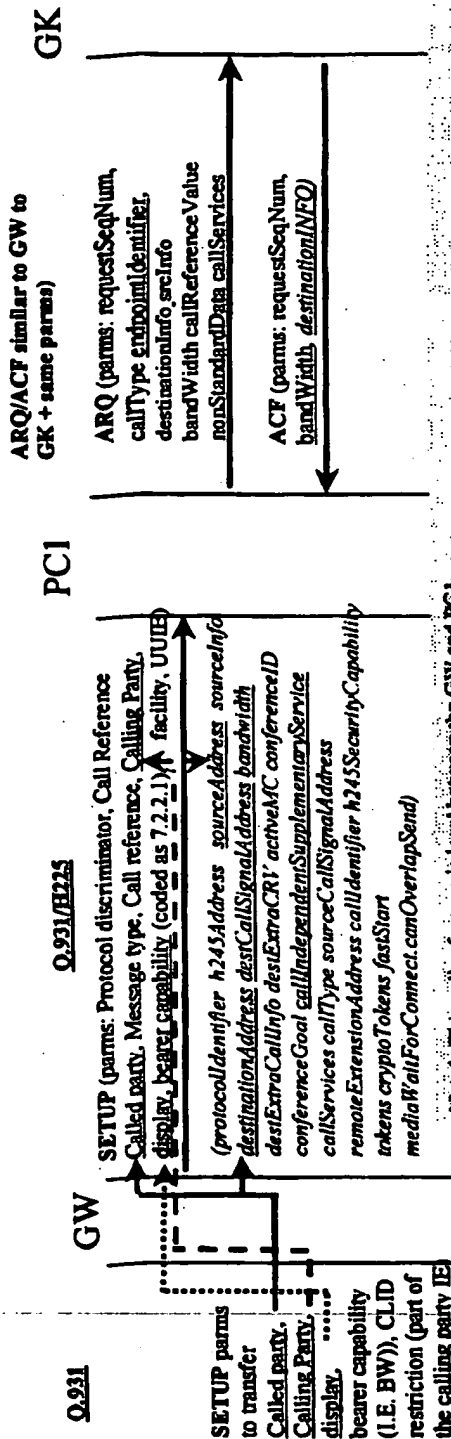 Q.931
GW
Q.931/H225
PC1
GK
SETUP parms
to transfer
Called party,
Calling Party,
display,
bearer capability
(I.E. BW)), CLID
restriction (part of
the calling party IE)
SETUP (parms: Protocol discriminator, Call Reference
Called party, Message type, Call reference, Calling Party,
display, bearer capability (coded as 7.2.2.1), facility, UUIE)
(protocolIdentifier h245Address sourceAddress sourceInfo
destinationAddress destCallSignalAddress bandwidth
destExtraCallInfo destExtraCRV activeMC conferenceID
conferenceGoal callIndependentSupplementaryService
callServices callType sourceCallSignalAddress
remoteExtensionAddress callIdentifier h245SecurityCapability
tokens cryptoTokens fastStart
mediaWaitForConnect canOverlapSend)
the GW and PC1
ARQ/ACF similar to GW to
GK + same parms)
ARQ (parms: requestSeqNum,
callType endpointIdentifier,
destinationInfo srcInfo
bandWidth callReferenceValue
nonStandardData callServices
ACF (parms: requestSeqNum,
bandWidth, destinationINFO)